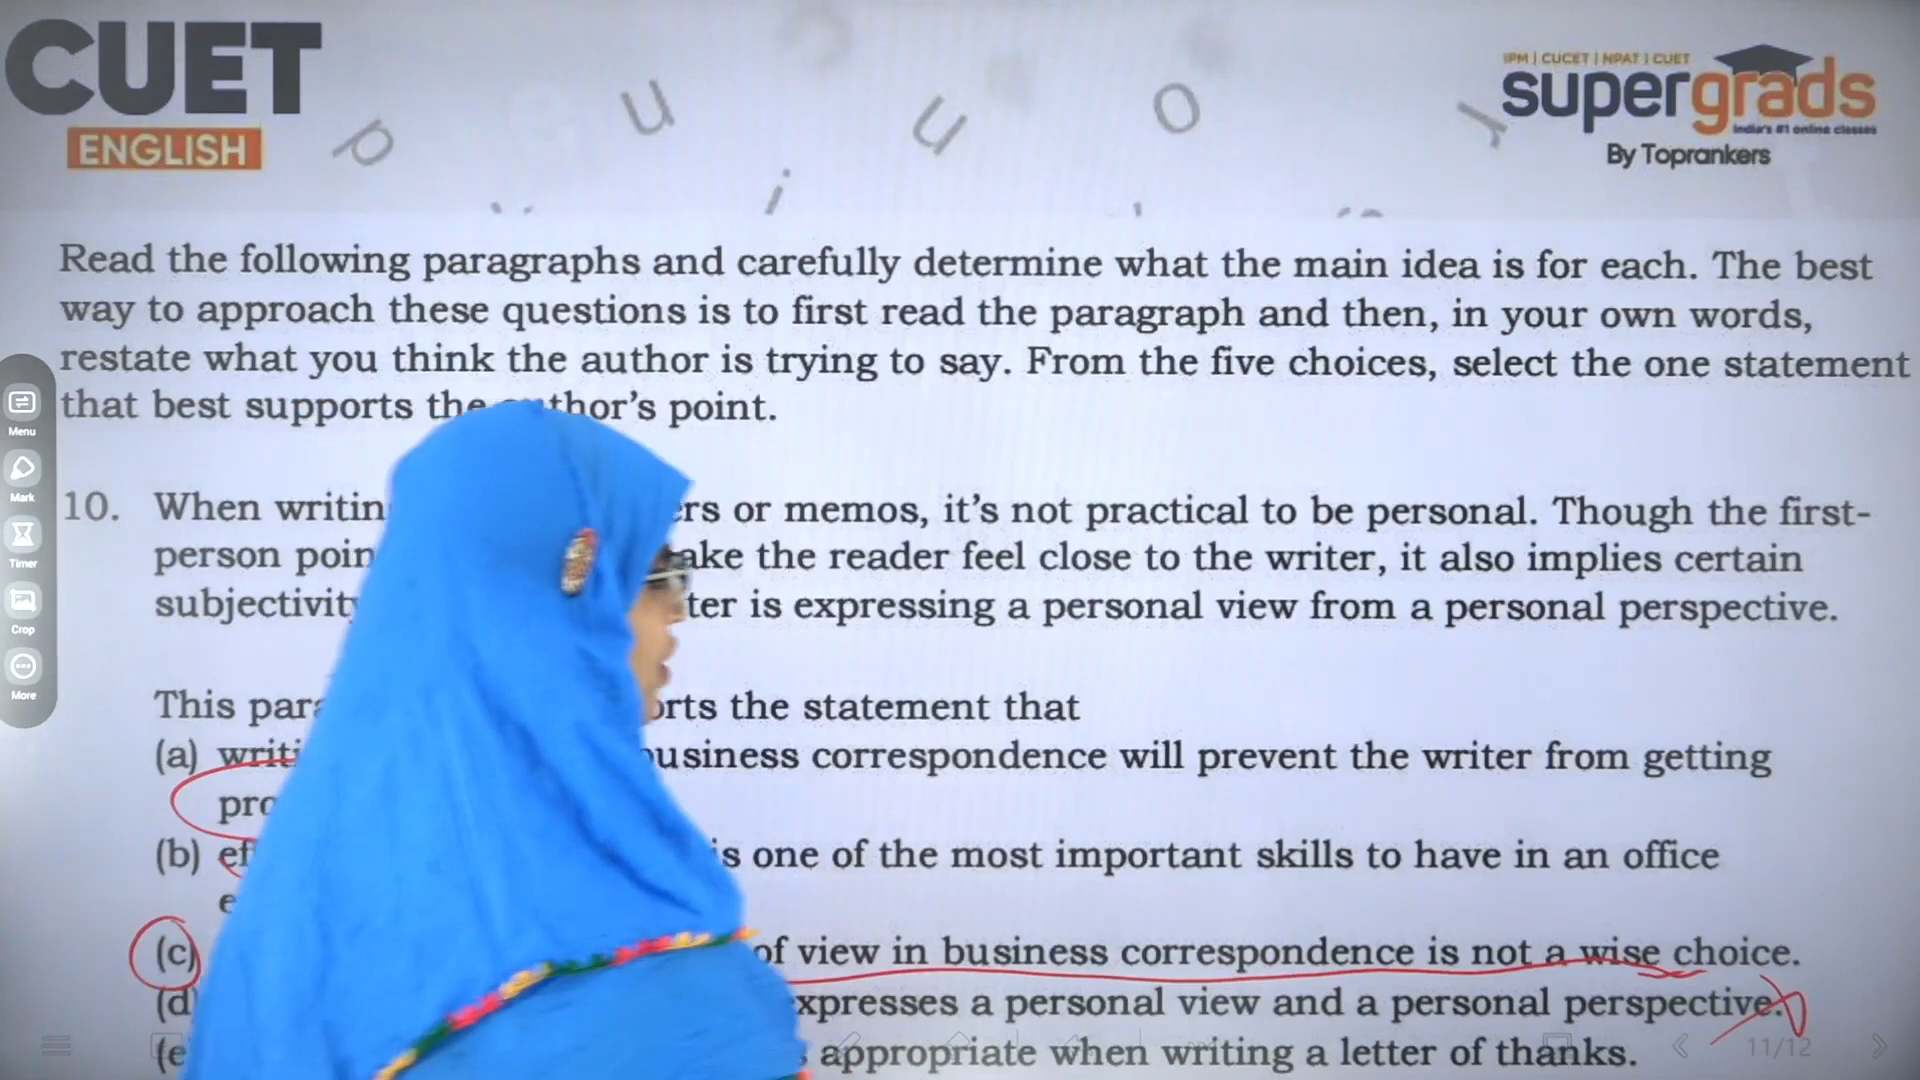 CUET
ENGLISH
IPM | CUCET | NPAT | CUET
supergrads
India's #1 online classes
By Toprankers
Read the following paragraphs and carefully determine what the main idea is for each. The best
way to approach these questions is to first read the paragraph and then, in your own words,
restate what you think the author is trying to say. From the five choices, select the one statement
that best supports the author's point.
10. When writin ers or memos, it's not practical to be personal. Though the first-
person poin ake the reader feel close to the writer, it also implies certain
subjectivity ter is expressing a personal view from a personal perspective.
This para orts the statement that
(a) writi business correspondence will prevent the writer from getting
pro
(b) ef is one of the most important skills to have in an office
e
(c) of view in business correspondence is not a wise choice.
(d) xpresses a personal view and a personal perspective.
(e appropriate when writing a letter of thanks.
Menu
Mark
Timer
Crop
More
11/12